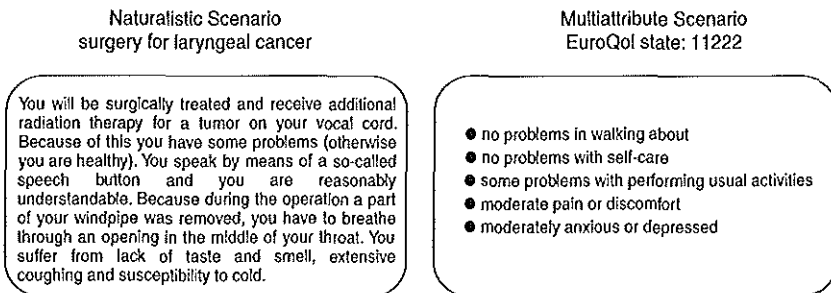 Naturalistic Scenario
surgery for laryngeal cancer
You will be surgically treated and receive additional
radiation therapy for a tumor on your vocal cord.
Because of this you have some problems (otherwise
you are healthy). You speak by means of a so-called
speech button and you are reasonably
understandable. Because during the operation a part
of your windpipe was removed, you have to breathe
through an opening in the middle of your throat. You
suffer from lack of taste and smell, extensive
coughing and susceptibility to cold.
Multiattribute Scenario
EuroQol state: 11222
● no problems in walking about
● no problems with self-care
● some problems with performing usual activities
● moderate pain or discomfort
● moderately anxious or depressed